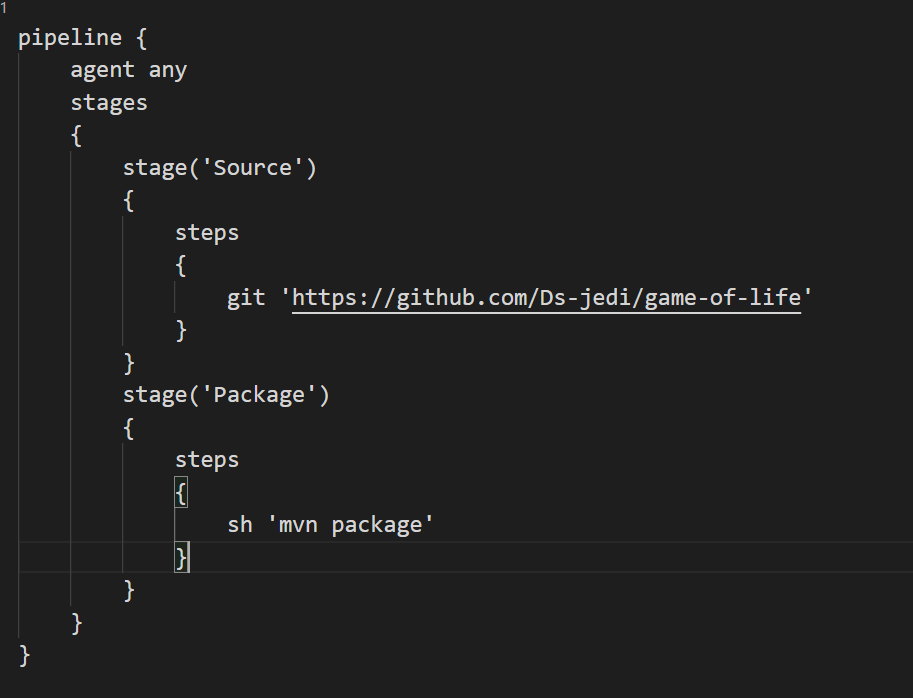 1
pipeline {
    agent any
    stages
    {
        stage('Source')
        {
            steps
            {
                git 'https://github.com/Ds-jedi/game-of-life'
            }
        }
        stage('Package')
        {
            steps
            {
                sh 'mvn package'
            }
        }
    }
}